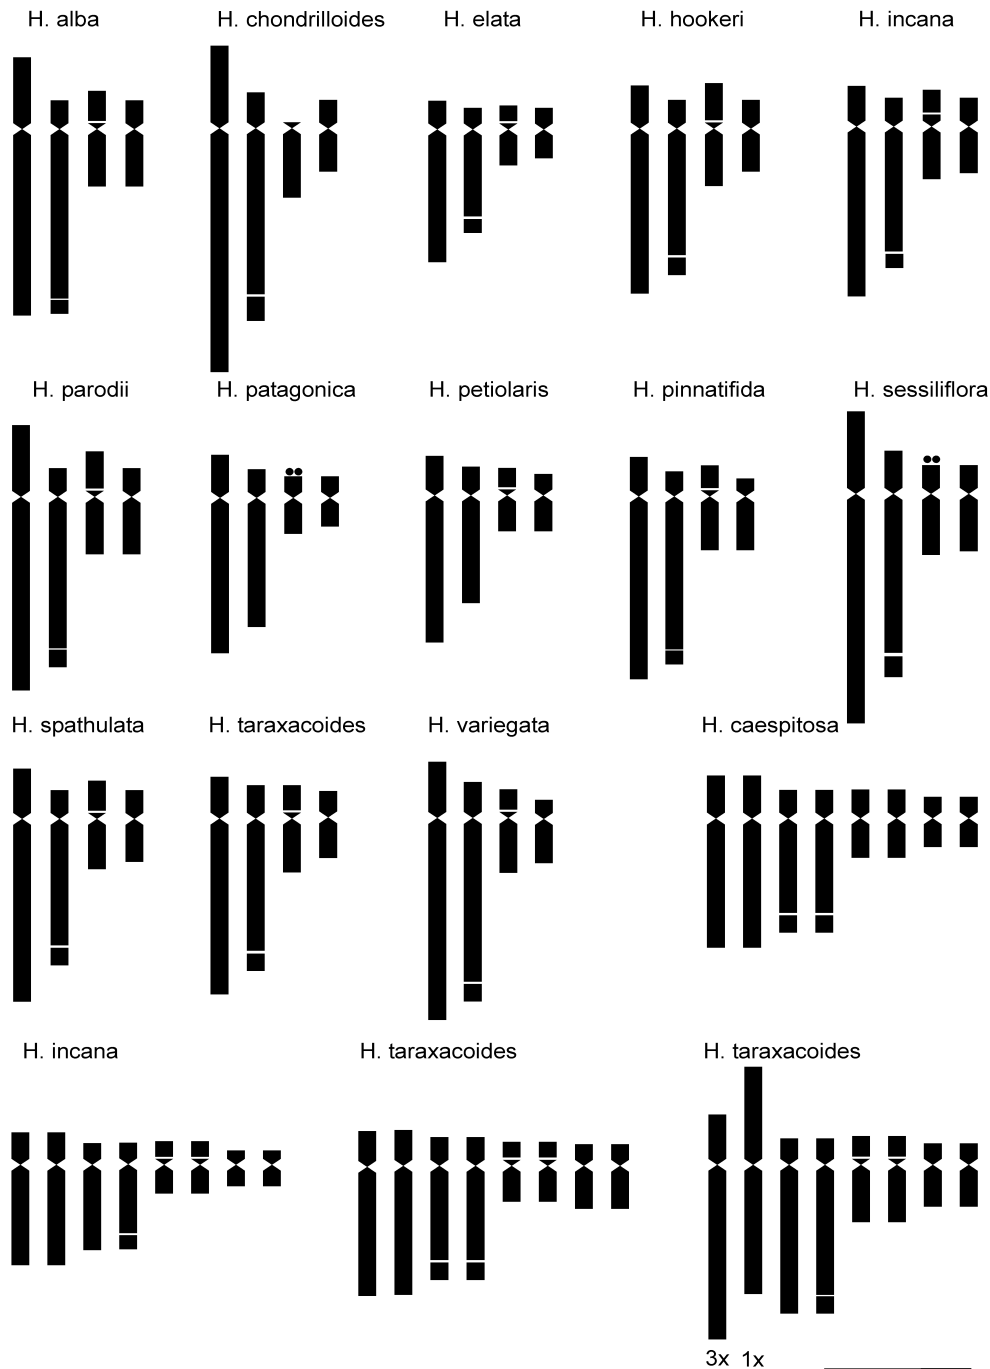 H. alba H. chondrilloides H. elata H. hookeri H. incana
H. parodii H. patagonica H. petiolaris H. pinnatifida H. sessiliflora
H. spathulata H. taraxacoides H. variegata H. caespitosa
H. incana H. taraxacoides H. taraxacoides
3x 1x